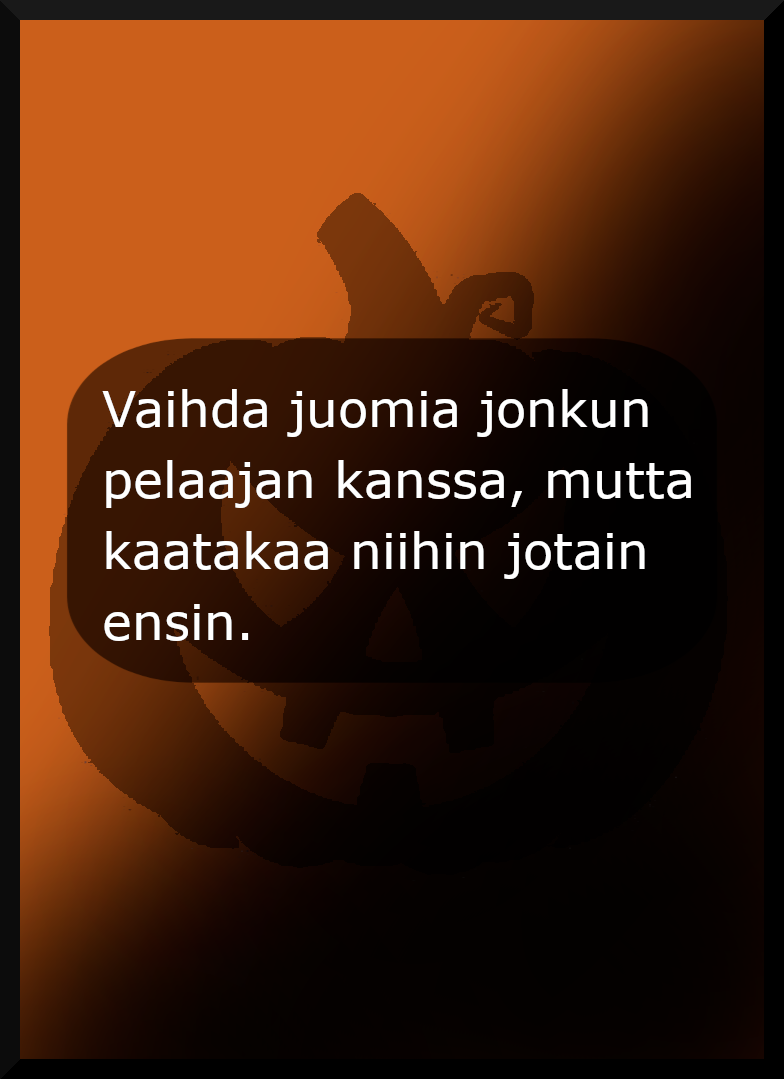 Vaihda juomia jonkun
pelaajan kanssa, mutta
kaatakaa niihin jotain
ensin.